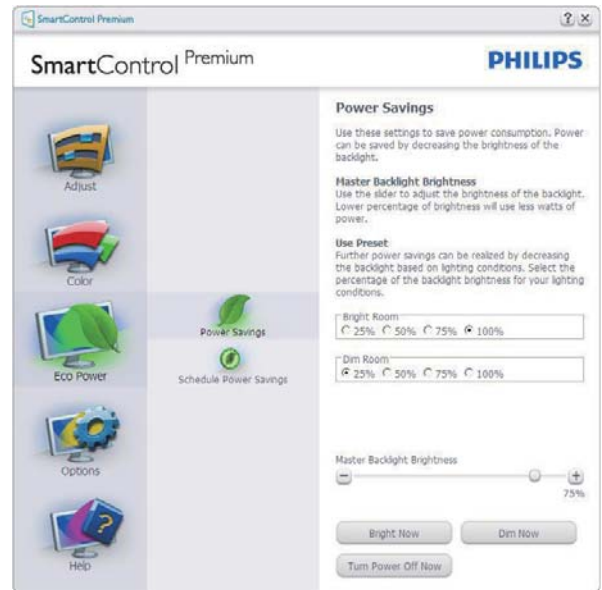 SmartControl Premium
SmartControl Premium
PHILIPS
Adjust
Color
Eco Power
Options
Help
Power Savings
Schedule Power Savings
Power Savings
Use these settings to save power consumption. Power
can be saved by decreasing the brightness of the
backlight.
Master Backlight Brightness
Use the slider to adjust the brightness of the backlight.
Lower percentage of brightness will use less watts of
power.
Use Preset
Further power savings can be realized by decreasing
the backlight based on lighting conditions. Select the
percentage of the backlight brightness for your lighting
conditions.
Bright Room
25% 50% 75% 100%
Dim Room
25% 50% 75% 100%
Master Backlight Brightness
75%
Bright Now
Dim Now
Turn Power Off Now